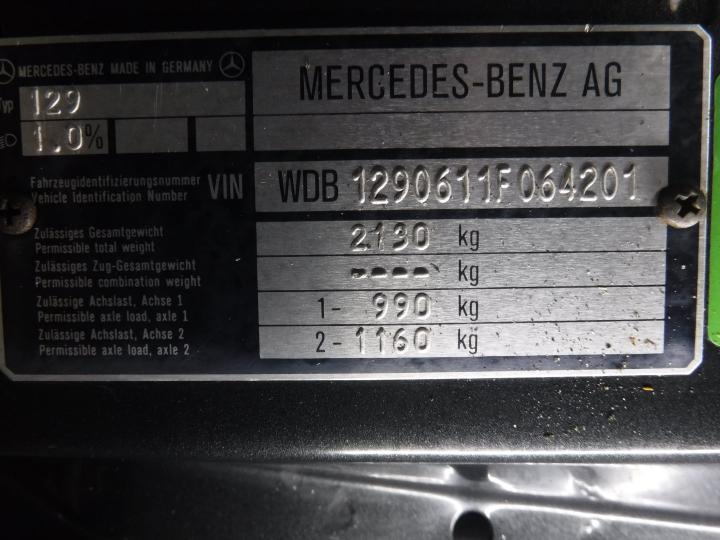 MERCEDES-BENZ MADE IN GERMANY
MERCEDES-BENZ AG
Typ 129
1.0%
Fahrzeugidentifizierungsnummer
Vehicle Identification Number
VIN
WDB 1290611F064201
Zulässiges Gesamtgewicht
Permissible total weight
2130 kg
Zulässiges Zug-Gesamtgewicht
Permissible combination weight
---- kg
Zulässige Achslast, Achse 1
Permissible axle load, axle 1
1- 990 kg
Zulässige Achslast, Achse 2
Permissible axle load, axle 2
2- 1160 kg